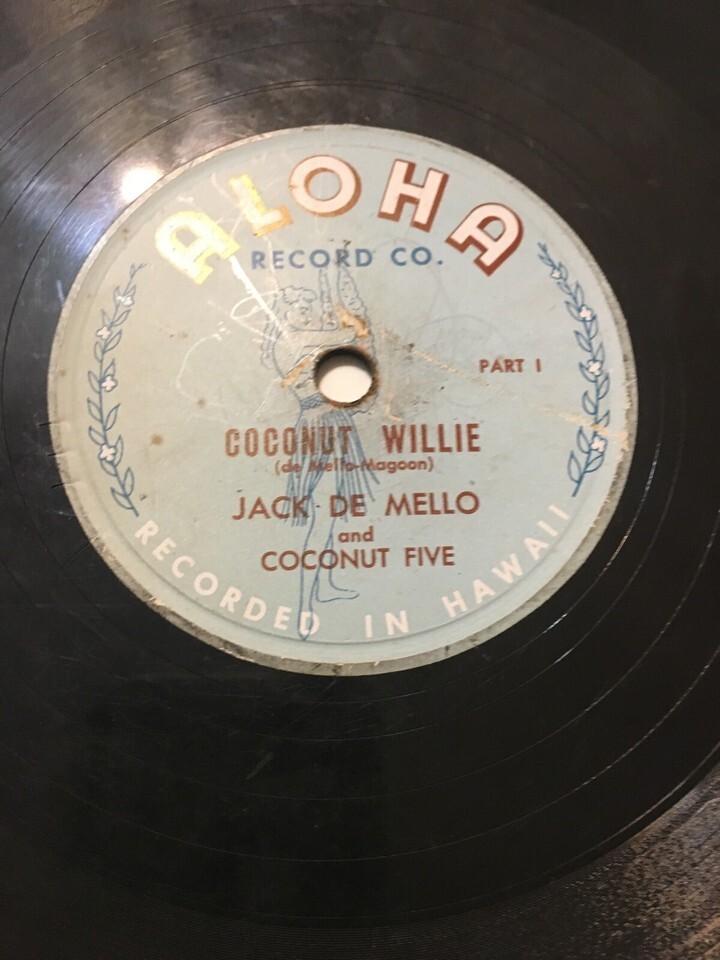 ALOHA
RECORD CO.
PART I
COCONUT WILLIE
(de Mello-Magoon)
JACK DE MELLO
and
COCONUT FIVE
RECORDED IN HAWAII